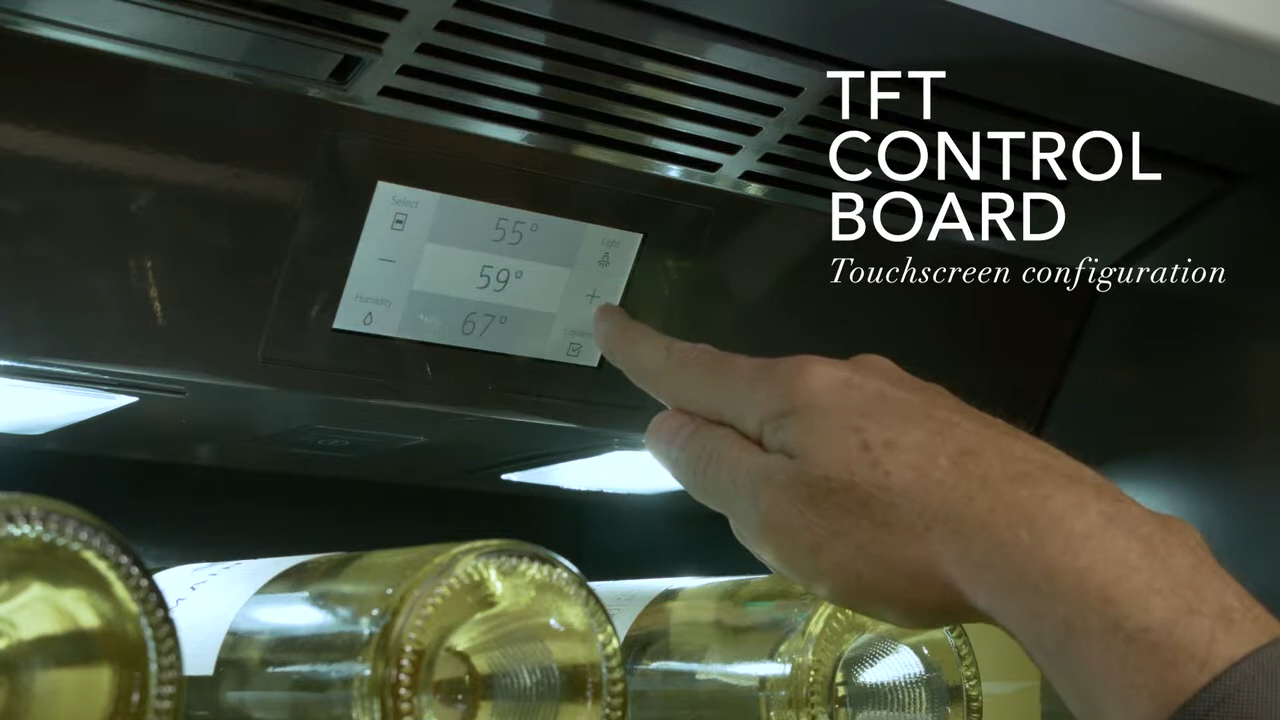 TFT
CONTROL
BOARD
Touchscreen configuration
Select
55°
Light
59°
Humidity
67°